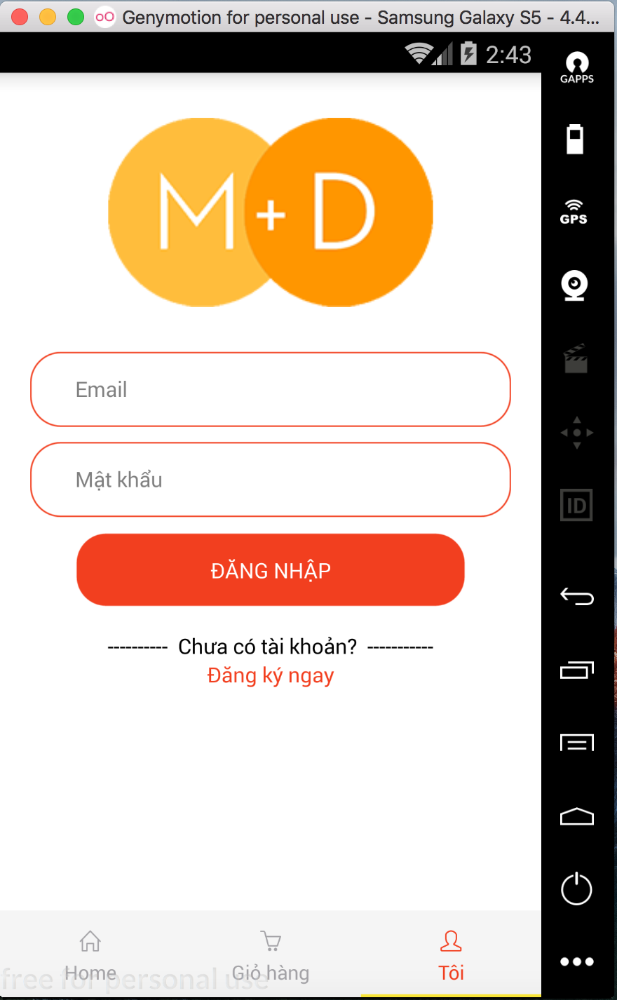 Genymotion for personal use - Samsung Galaxy S5 - 4.4...
2:43
GAPPS
M + D
GPS
Email
Mật khẩu
ID
ĐĂNG NHẬP
---------- Chưa có tài khoản? -----------
Đăng ký ngay
Home
Giỏ hàng
Tôi
free for personal use